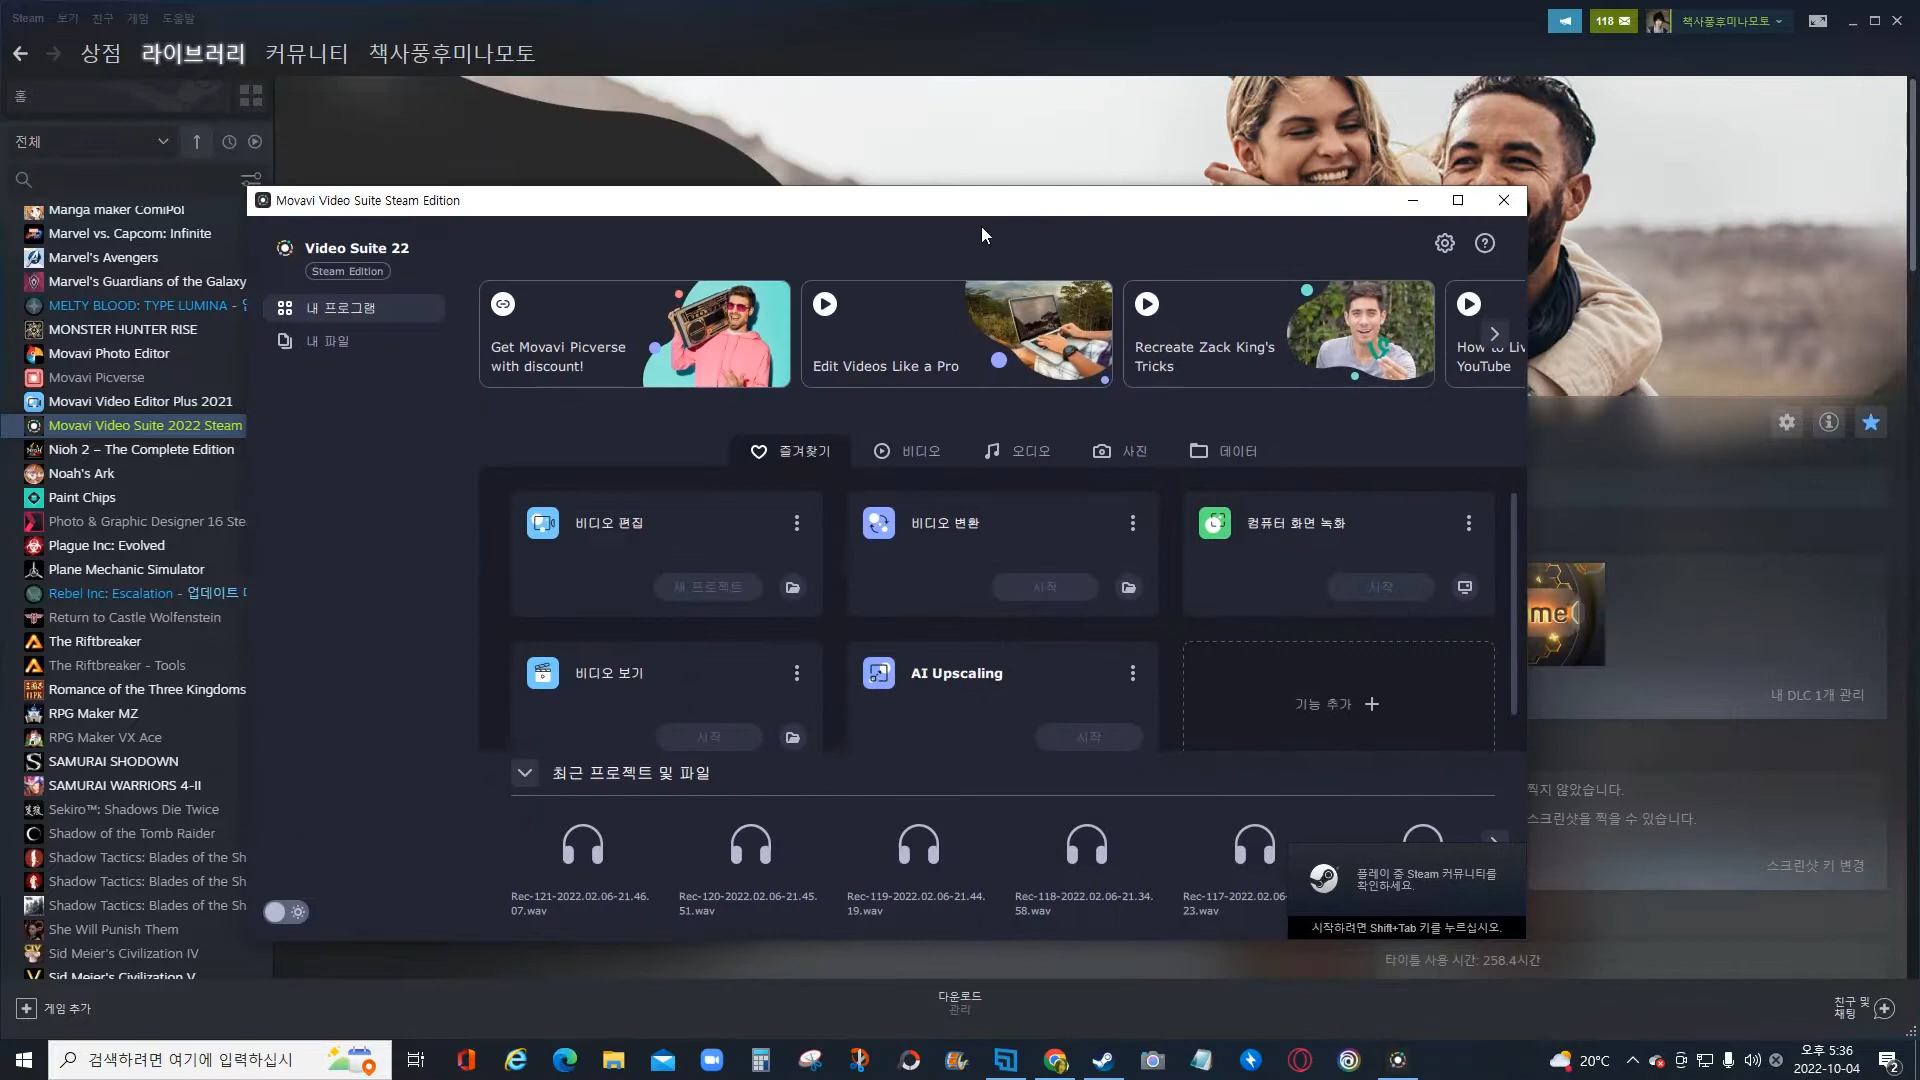 Steam 보기 친구 게임 도움말
118
책사풍후미나모토
상점 라이브러리 커뮤니티 책사풍후미나모토
홈
전체
Manga maker ComiPo!
Marvel vs. Capcom: Infinite
Marvel's Avengers
Marvel's Guardians of the Galaxy
MELTY BLOOD: TYPE LUMINA -
MONSTER HUNTER RISE
Movavi Photo Editor
Movavi Picverse
Movavi Video Editor Plus 2021
Movavi Video Suite 2022 Steam
Nioh 2 – The Complete Edition
Noah's Ark
Paint Chips
Photo & Graphic Designer 16 Ste
Plague Inc: Evolved
Plane Mechanic Simulator
Rebel Inc: Escalation - 업데이트
Return to Castle Wolfenstein
The Riftbreaker
The Riftbreaker - Tools
Romance of the Three Kingdoms
RPG Maker MZ
RPG Maker VX Ace
SAMURAI SHODOWN
SAMURAI WARRIORS 4-II
Sekiro™: Shadows Die Twice
Shadow of the Tomb Raider
Shadow Tactics: Blades of the Sh
Shadow Tactics: Blades of the Sh
Shadow Tactics: Blades of the Sh
She Will Punish Them
Sid Meier's Civilization IV
Sid Meier's Civilization V
게임 추가
Movavi Video Suite Steam Edition
Video Suite 22
Steam Edition
내 프로그램
내 파일
Get Movavi Picverse
with discount!
Edit Videos Like a Pro
Recreate Zack King's
Tricks
How to Liv
YouTube
즐겨찾기 비디오 오디오 사진 데이터
비디오 편집
새 프로젝트
비디오 변환
시작
컴퓨터 화면 녹화
시작
비디오 보기
시작
AI Upscaling
시작
기능 추가
최근 프로젝트 및 파일
Rec-121-2022.02.06-21.46.
07.wav
Rec-120-2022.02.06-21.45.
51.wav
Rec-119-2022.02.06-21.44.
19.wav
Rec-118-2022.02.06-21.34.
58.wav
Rec-117-2022.02.06-
23.wav
플레이 중 Steam 커뮤니티를
확인하세요.
시작하려면 Shift+Tab 키를 누르십시오.
me
내 DLC 1개 관리
찍지 않았습니다.
스크린샷을 찍을 수 있습니다.
스크린샷 키 변경
타이틀 사용 시간: 258.4시간
다운로드
관리
친구 및
채팅
검색하려면 여기에 입력하십시
20°C
오후 5:36
2022-10-04
2